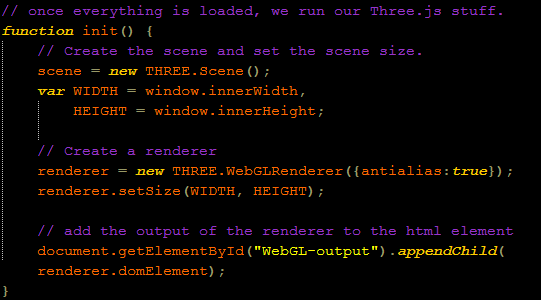 // once everything is loaded, we run our Three.js stuff.
function init() {
    // Create the scene and set the scene size.
    scene = new THREE.Scene();
    var WIDTH = window.innerWidth,
        HEIGHT = window.innerHeight;

    // Create a renderer
    renderer = new THREE.WebGLRenderer({antialias:true});
    renderer.setSize(WIDTH, HEIGHT);

    // add the output of the renderer to the html element
    document.getElementById("WebGL-output").appendChild(
    renderer.domElement);
}